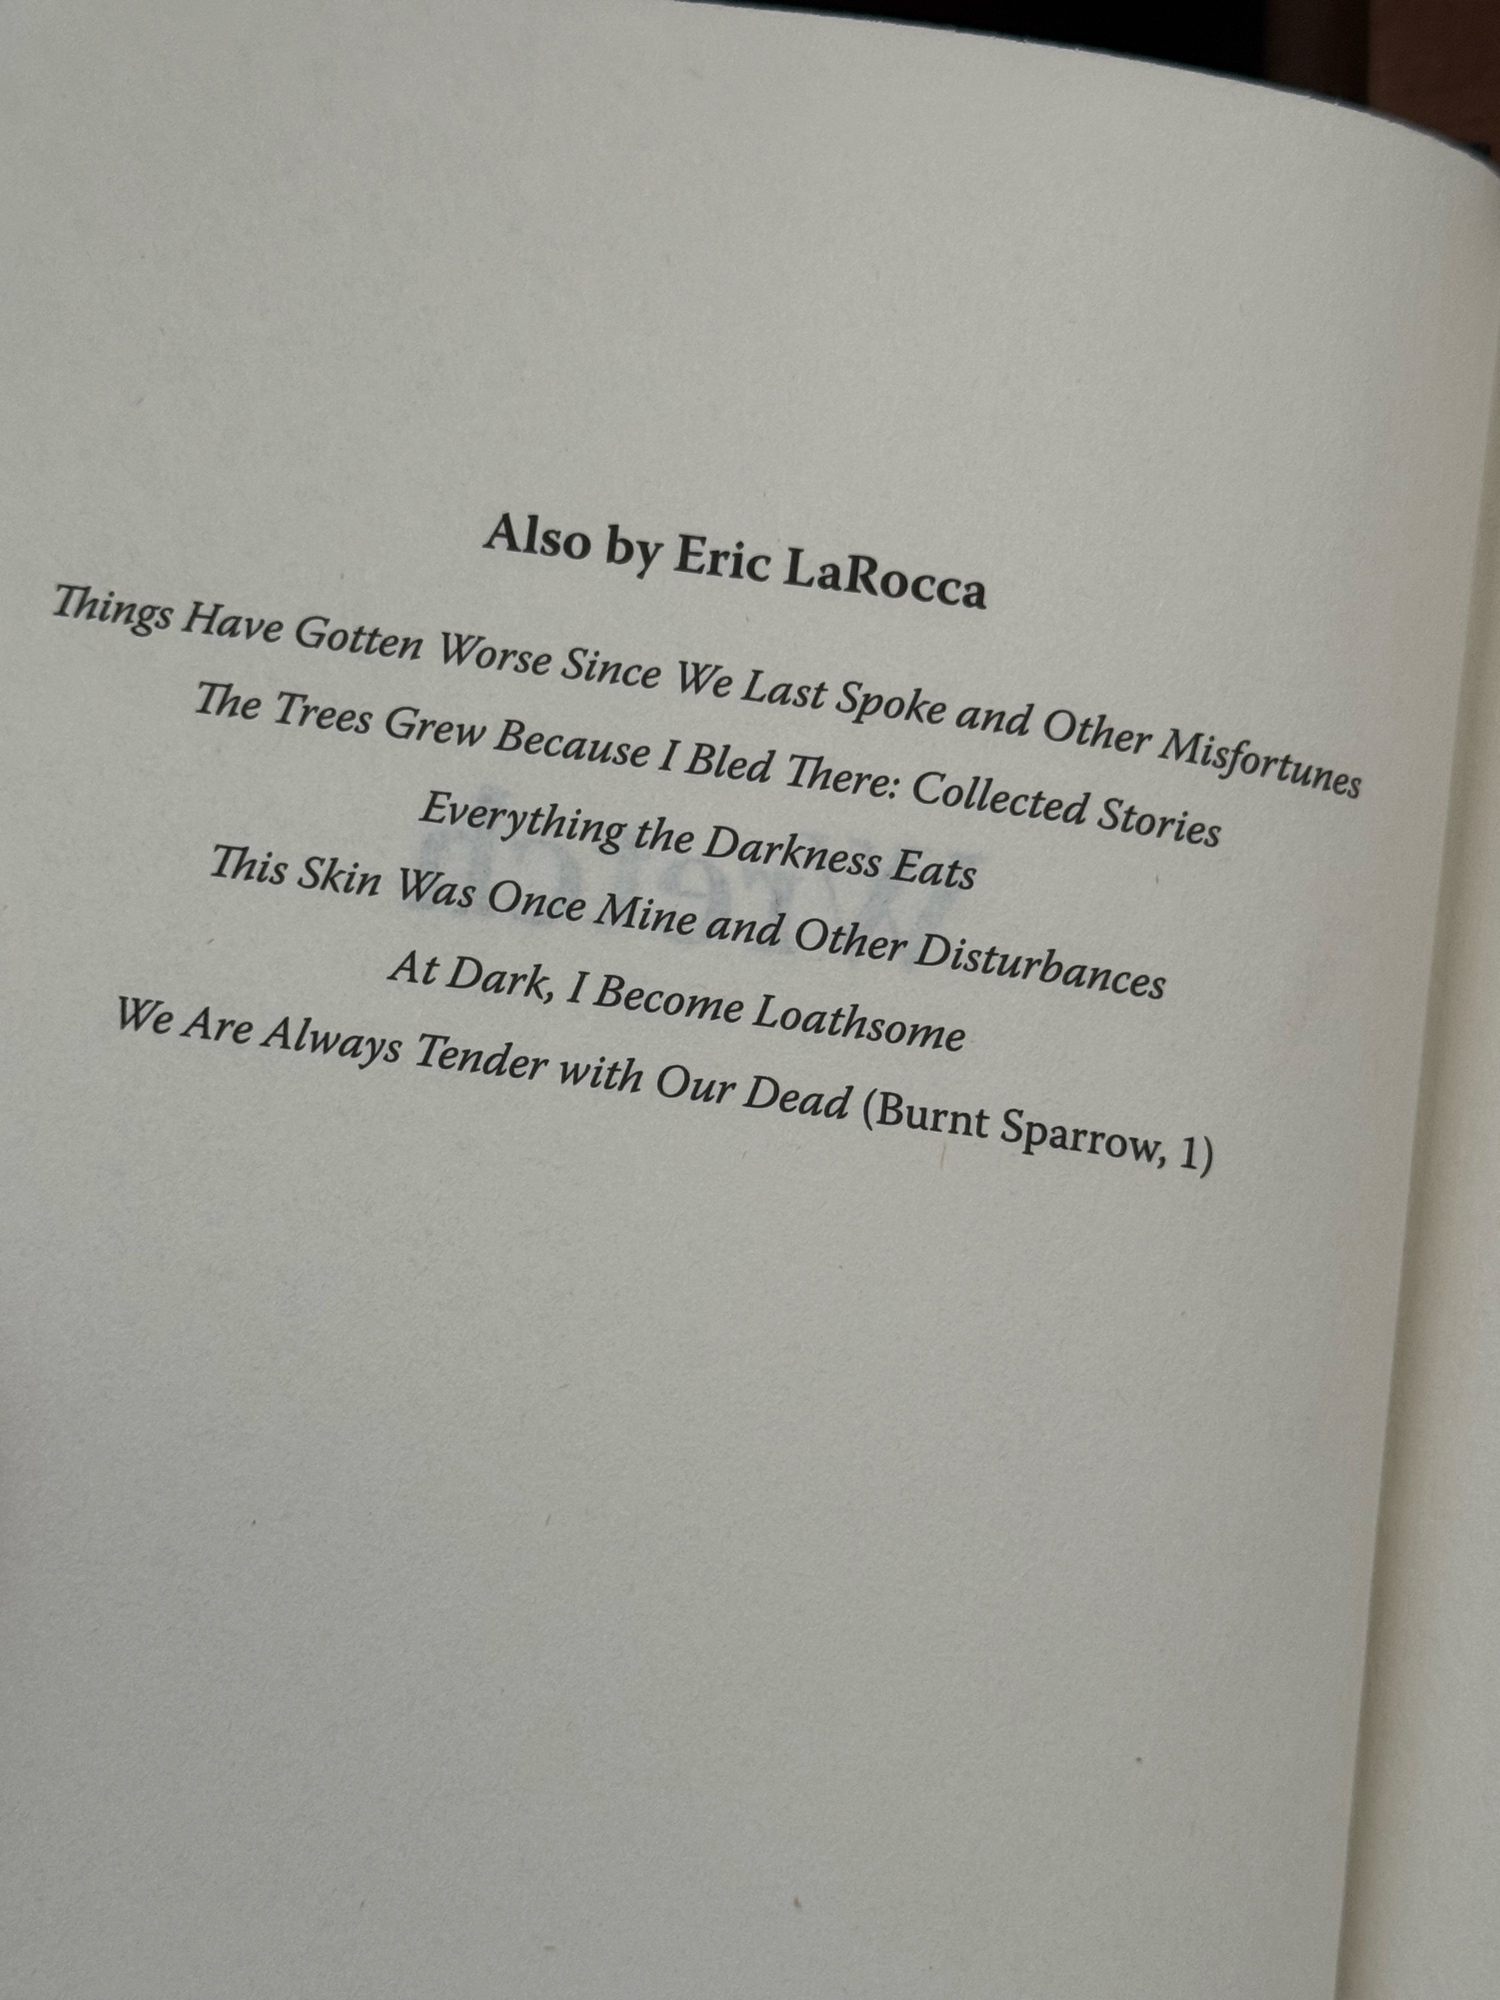 Also by Eric LaRocca
Things Have Gotten Worse Since We Last Spoke and Other Misfortunes
The Trees Grew Because I Bled There: Collected Stories
Everything the Darkness Eats
This Skin Was Once Mine and Other Disturbances
At Dark, I Become Loathsome
We Are Always Tender with Our Dead (Burnt Sparrow, 1)